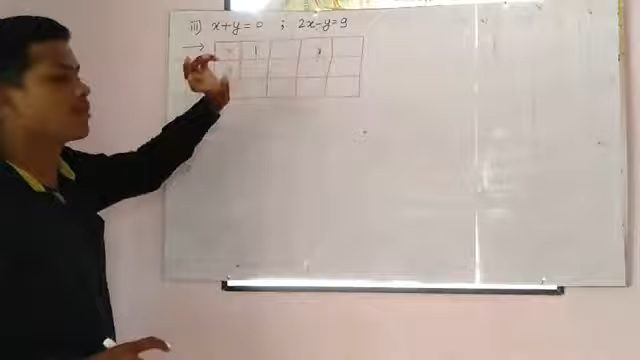 iii) x+y=0 ; 2x-y=9
→ x 1